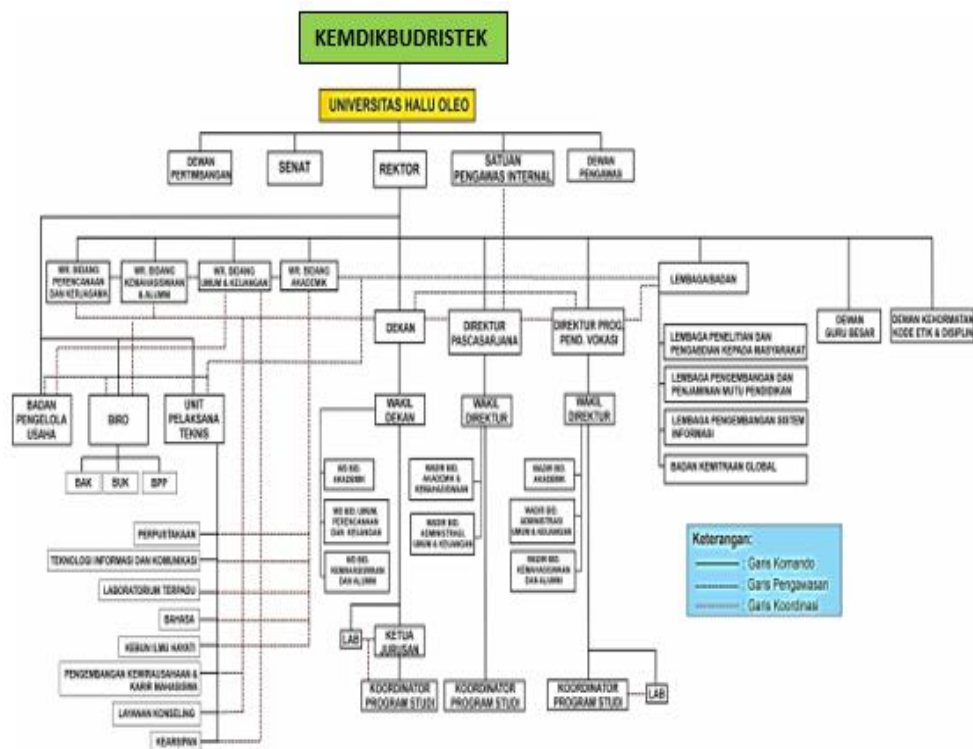 KEMDIKBUDRISTEK
UNIVERSITAS HALU OLEO
DEWAN
PERTIMBANGAN
SENAT
REKTOR
SATUAN
PENGAWAS INTERNAL
DEWAN
PENGAWAS
WR. BIDANG
PERENCANAAN
DAN KERJASAMA
WR. BIDANG
KEMAHASISWAAN
& ALUMNI
WR. BIDANG
UMUM & KEUANGAN
WR. BIDANG
AKADEMIK
LEMBAGA/BADAN
DEKAN
DIREKTUR
PASCASARJANA
DIREKTUR PROG.
PEND. VOKASI
DEWAN
GURU BESAR
DEWAN KEHORMATAN
KODE ETIK & DISIPLIN
LEMBAGA PENELITIAN DAN
PENGABDIAN KEPADA MASYARAKAT
LEMBAGA PENGEMBANGAN DAN
PENJAMINAN MUTU PENDIDIKAN
LEMBAGA PENGEMBANGAN SISTEM
INFORMASI
BADAN KEMITRAAN GLOBAL
BADAN
PENGELOLA
USAHA
BIRO
UNIT
PELAKSANA
TEKNIS
WAKIL
DEKAN
WAKIL
DIREKTUR
WAKIL
DIREKTUR
BAK
BUK
BPP
WD BID.
AKADEMIK
WD BID. UMUM,
PERENCANAAN
DAN KEUANGAN
WD BID.
KEMAHASISWAAN
DAN ALUMNI
WADIR BID.
AKADEMIK &
KEMAHASISWAAN
WADIR BID.
ADMINISTRASI,
UMUM & KEUANGAN
WADIR BID.
AKADEMIK
WADIR BID.
ADMINISTRASI
UMUM & KEUANGAN
WADIR BID.
KEMAHASISWAAN
DAN ALUMNI
PERPUSTAKAAN
TEKNOLOGI INFORMASI DAN KOMUNIKASI
LABORATORIUM TERPADU
BAHASA
KEBUN ILMU HAYATI
PENGEMBANGAN KEWIRAUSAHAAN &
KARIR MAHASISWA
LAYANAN KONSELING
KEARSIPAN
LAB
KETUA
JURUSAN
KOORDINATOR
PROGRAM STUDI
KOORDINATOR
PROGRAM STUDI
KOORDINATOR
PROGRAM STUDI
LAB
Keterangan:
: Garis Komando
: Garis Pengawasan
: Garis Koordinasi